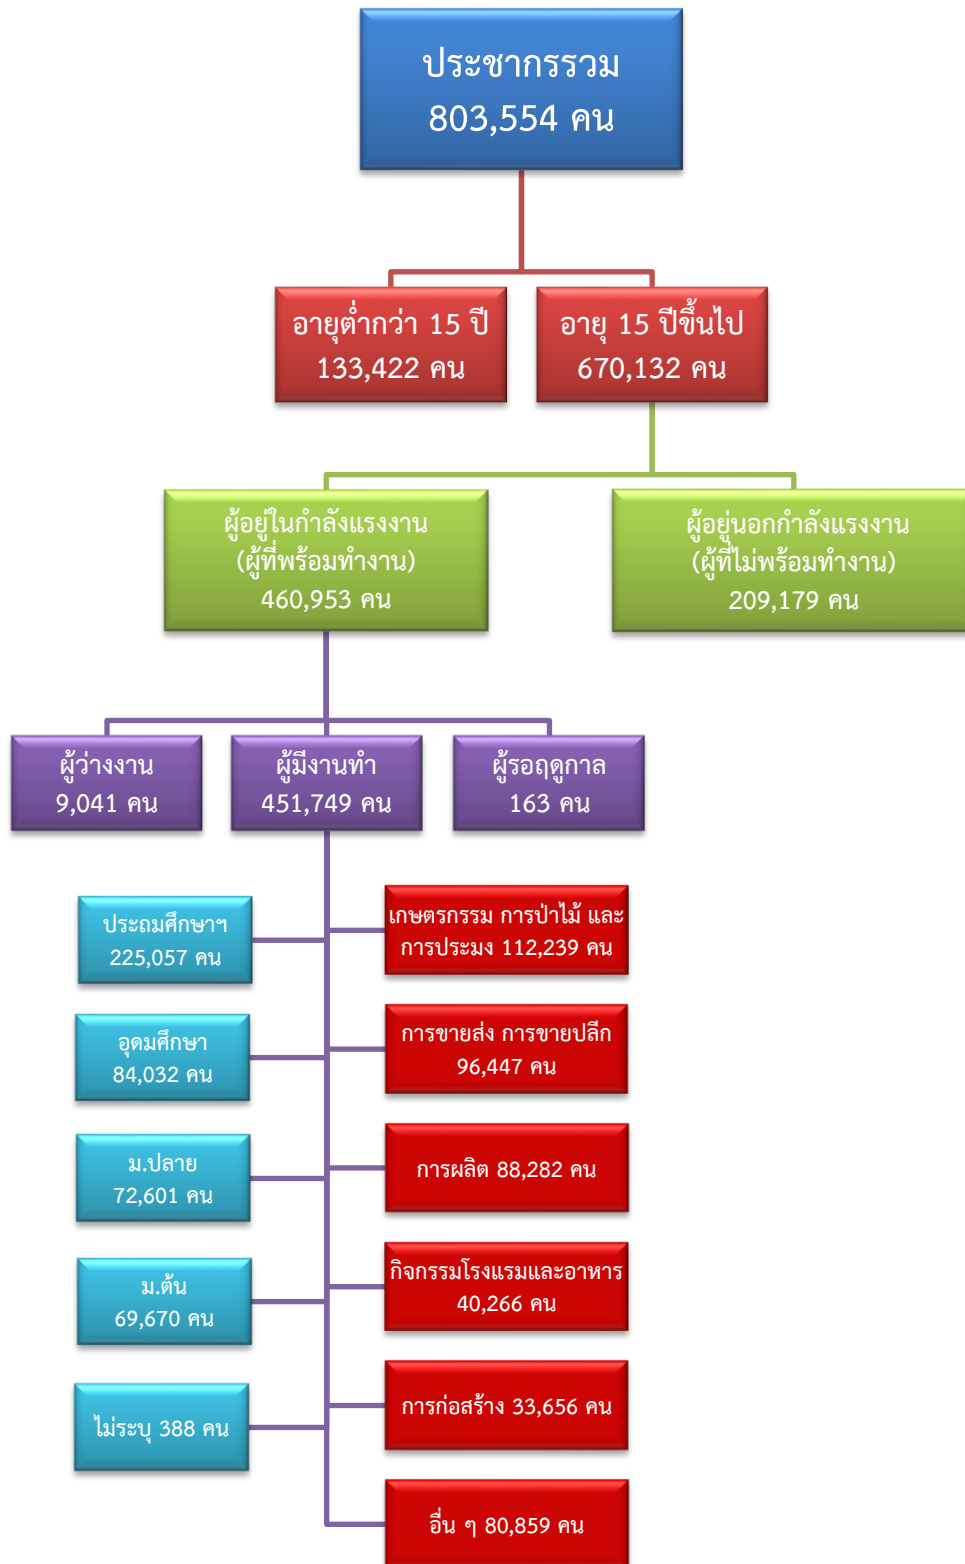 ประชากรรวม
803,554 คน
อายุต่ำกว่า 15 ปี
133,422 คน
อายุ 15 ปีขึ้นไป
670,132 คน
ผู้อยู่ในกำลังแรงงาน
(ผู้ที่พร้อมทำงาน)
460,953 คน
ผู้อยู่นอกกำลังแรงงาน
(ผู้ที่ไม่พร้อมทำงาน)
209,179 คน
ผู้ว่างงาน
9,041 คน
ผู้มีงานทำ
451,749 คน
ผู้รอฤดูกาล
163 คน
ประถมศึกษาฯ
225,057 คน
อุดมศึกษา
84,032 คน
ม.ปลาย
72,601 คน
ม.ต้น
69,670 คน
ไม่ระบุ 388 คน
เกษตรกรรม การป่าไม้ และ
การประมง 112,239 คน
การขายส่ง การขายปลีก
96,447 คน
การผลิต 88,282 คน
กิจกรรมโรงแรมและอาหาร
40,266 คน
การก่อสร้าง 33,656 คน
อื่น ๆ 80,859 คน